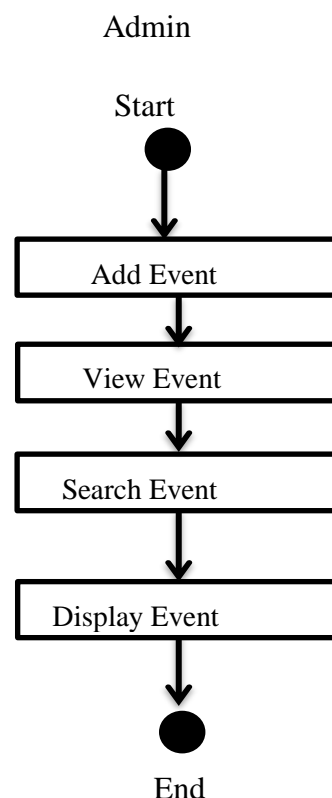 Admin
Start
Add Event
View Event
Search Event
Display Event
End